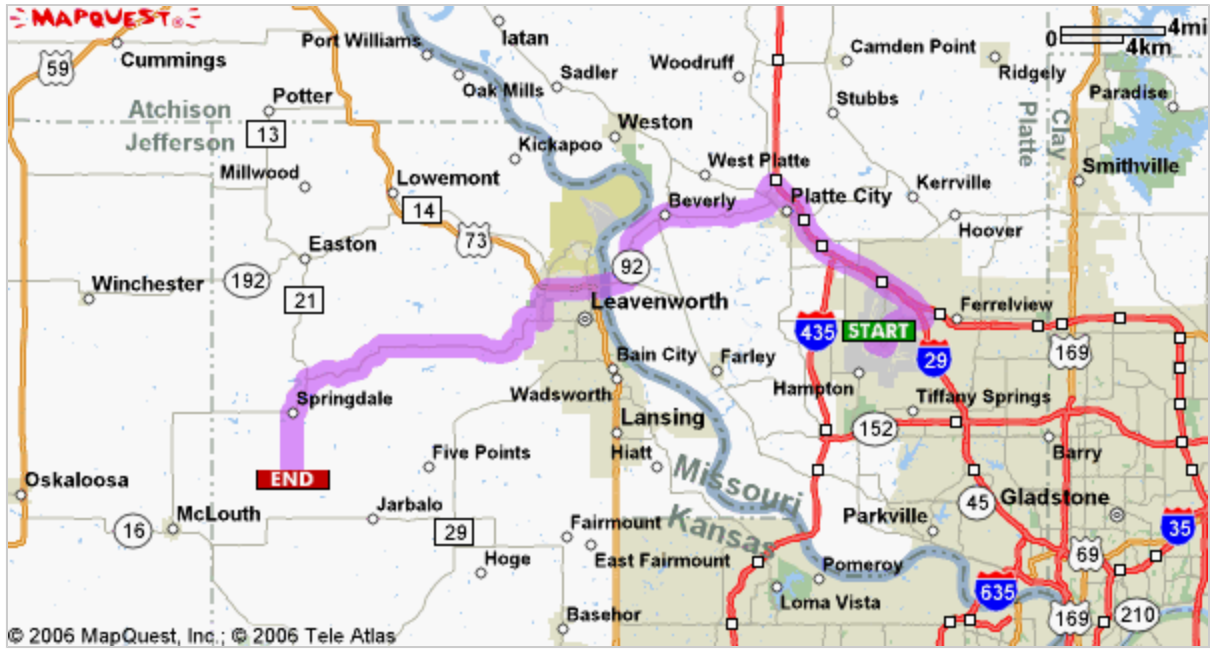 MAPQUEST®
59
Cummings
Port Williams
Iatan
Woodruff
Camden Point
0
4mi
4km
Sadler
Oak Mills
Ridgely
Atchison
Potter
Stubbs
Paradise
Jefferson
13
Weston
Platte
Clay
Kickapoo
West Platte
Smithville
Millwood
Lowemont
14
Beverly
Platte City
Kerrville
73
Hoover
Easton
Winchester
192
92
21
Leavenworth
Ferrelview
435
START
29
169
Bain City
Farley
Springdale
Wadsworth
Hampton
Tiffany Springs
Lansing
152
Five Points
Hiatt
Barry
END
Oskaloosa
Missouri
Kansas
45
Gladstone
16
McLouth
Jarbalo
29
Fairmount
Parkville
35
Hoge
East Fairmount
Pomeroy
69
Loma Vista
635
Basehor
169
210
© 2006 MapQuest, Inc.; © 2006 Tele Atlas